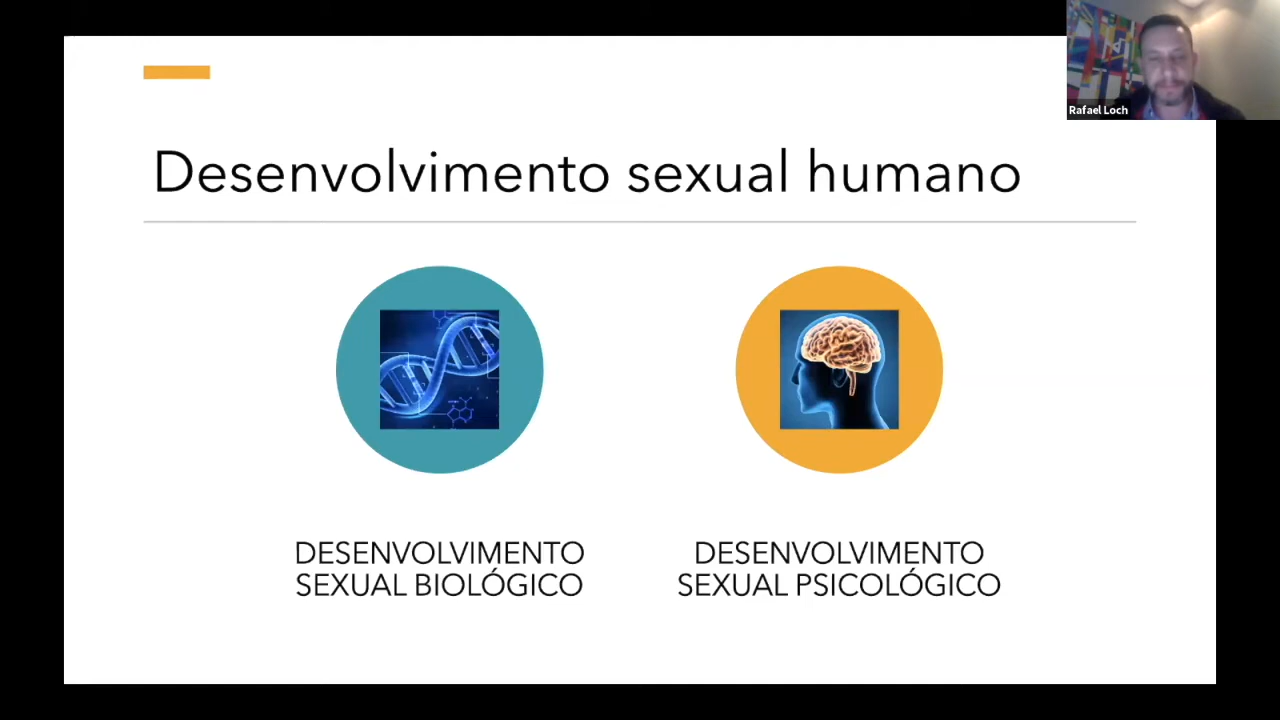 Rafael Loch
Desenvolvimento sexual humano
DESENVOLVIMENTO
SEXUAL BIOLÓGICO
DESENVOLVIMENTO
SEXUAL PSICOLÓGICO